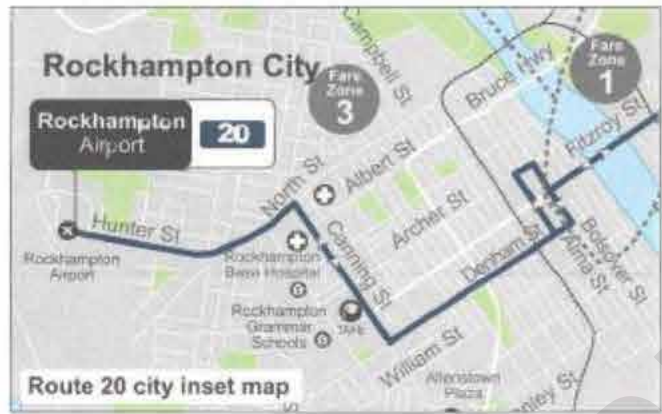 Rockhampton City
Fare
Zone
3
Fare
Zone
1
Rockhampton
Airport
20
Campbell St
Bruce Hwy
Fitzroy St
North St
Albert St
Hunter St
Archer St
Canning St
Denham St
Bolsover St
Alma St
Rockhampton
Airport
Rockhampton
Base Hospital
Rockhampton
Grammar
Schools
TAFE
William St
Allenstown
Plaza
Route 20 city inset map